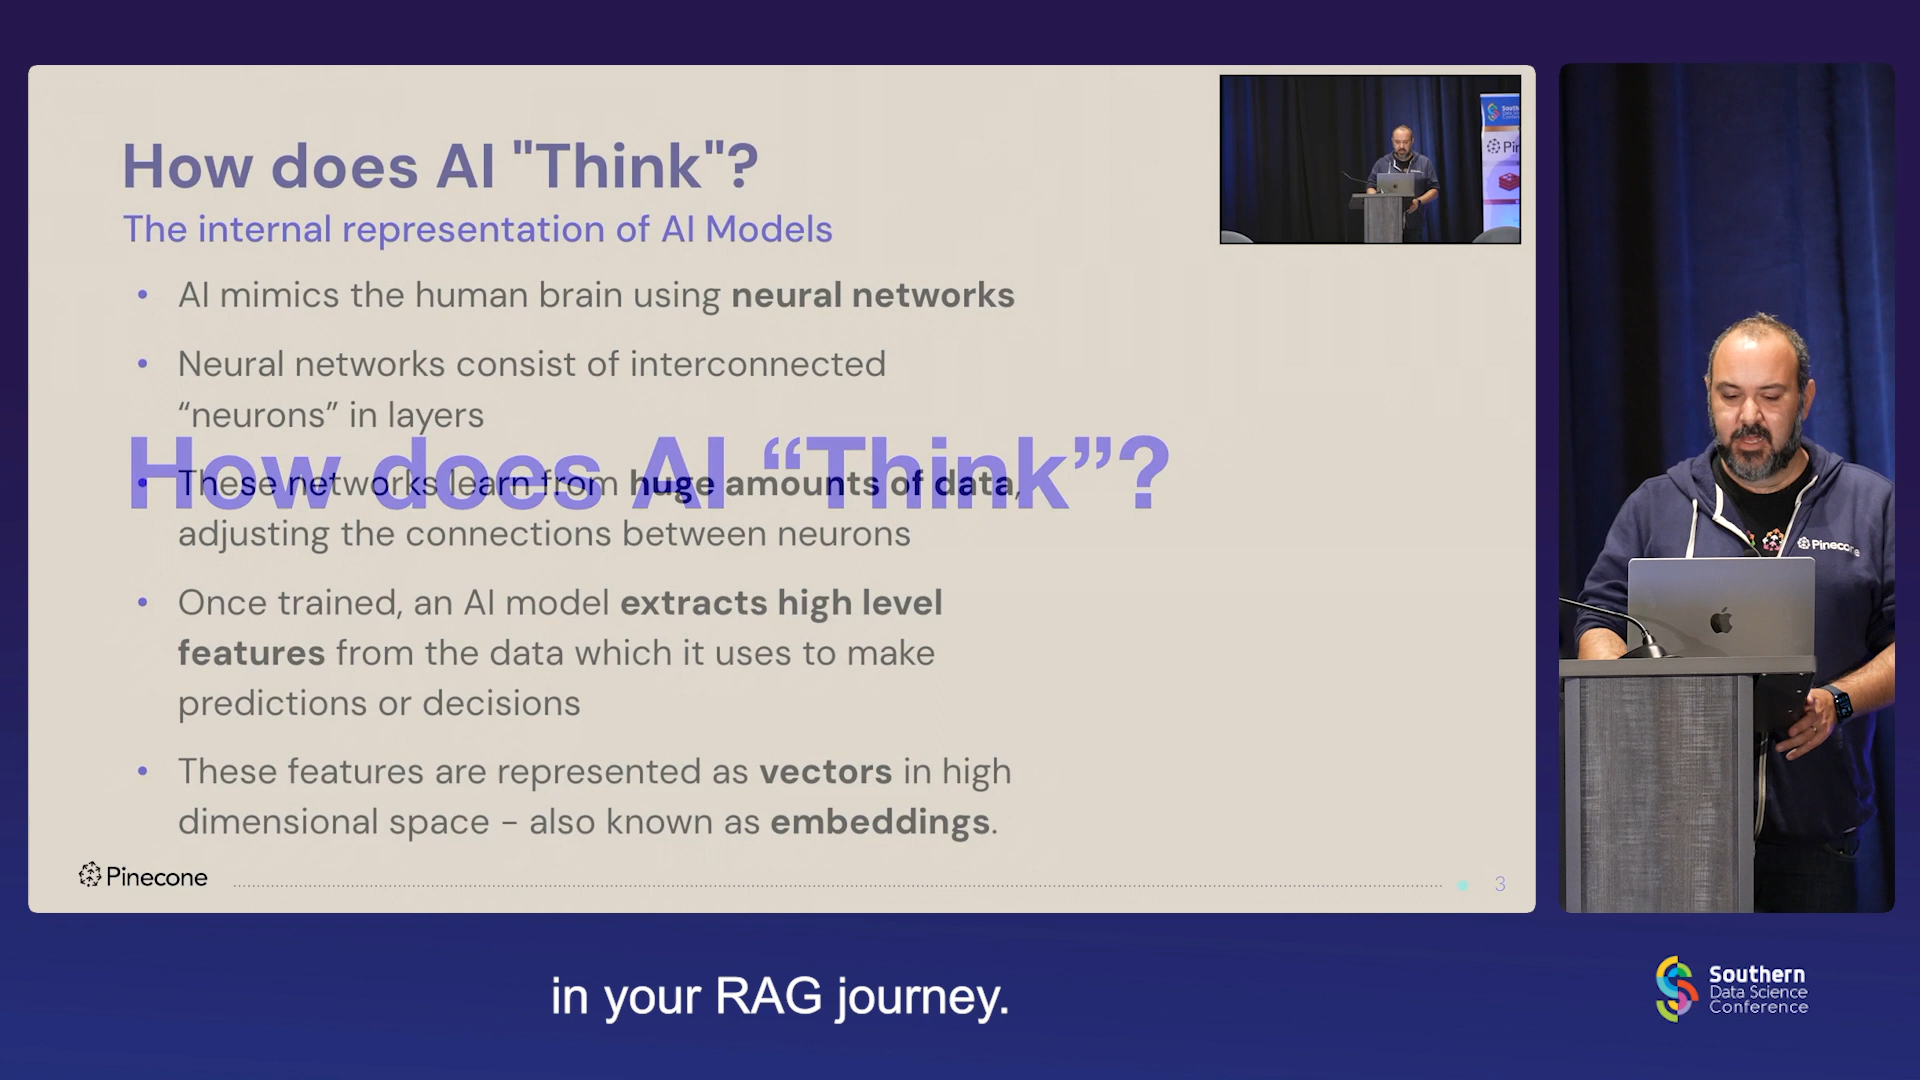 How does AI "Think"?
The internal representation of AI Models
• AI mimics the human brain using neural networks
• Neural networks consist of interconnected
“neurons” in layers
How does AI “Think”?
• These networks learn from huge amounts of data,
adjusting the connections between neurons
• Once trained, an AI model extracts high level
features from the data which it uses to make
predictions or decisions
• These features are represented as vectors in high
dimensional space - also known as embeddings.
Pinecone
3
Pinecone
in your RAG journey.
Southern
Data Science
Conference